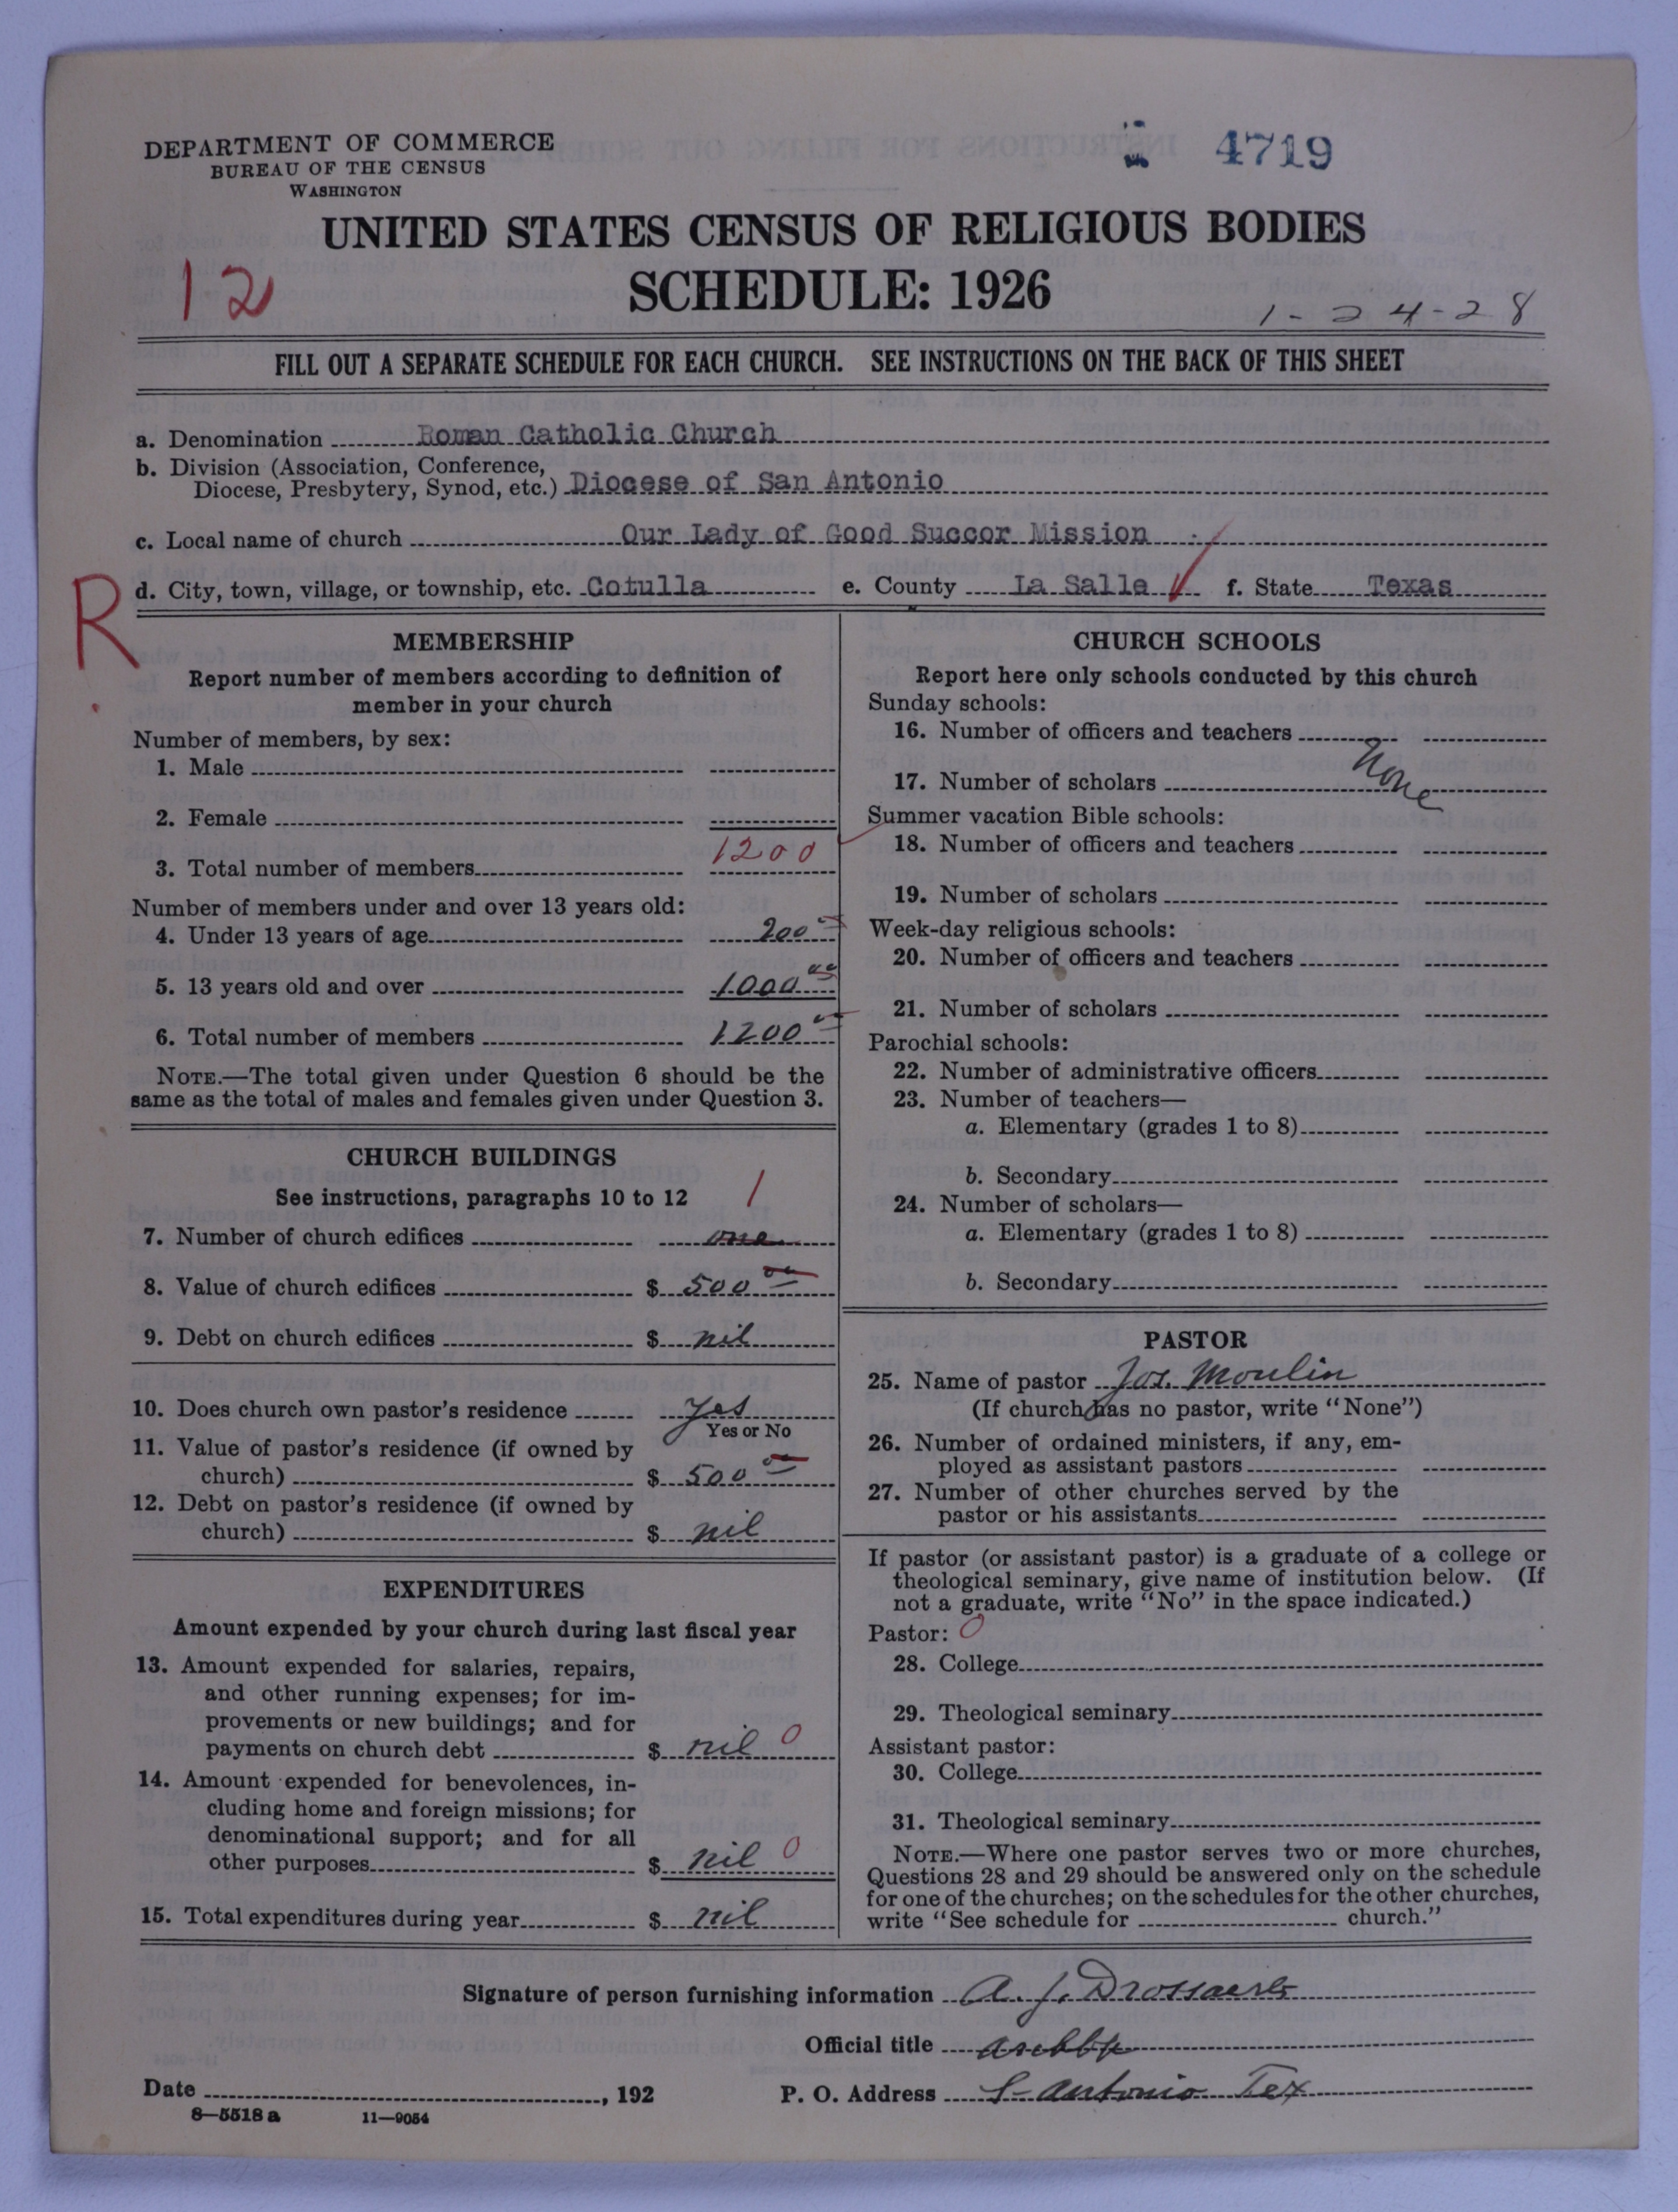 DEPARTMENT OF COMMERCE
BUREAU OF THE CENSUS
WASHINGTON
4719
UNITED STATES CENSUS OF RELIGIOUS BODIES
12
SCHEDULE: 1926
1-24-28
FILL OUT A SEPARATE SCHEDULE FOR EACH CHURCH. SEE INSTRUCTIONS ON THE BACK OF THIS SHEET
a. Denomination Roman Catholic Church
b. Division (Association, Conference,
Diocese, Presbytery, Synod, etc.) Diocese of San Antonio
c. Local name of church Our Lady of Good Succor Mission
d. City, town, village, or township, etc. Cotulla e. County La Salle f. State Texas
R
MEMBERSHIP
Report number of members according to definition of
member in your church
Number of members, by sex:
1. Male
2. Female
3. Total number of members 1200
Number of members under and over 13 years old:
4. Under 13 years of age 200
5. 13 years old and over 1000
6. Total number of members 1200
NOTE.—The total given under Question 6 should be the
same as the total of males and females given under Question 3.
CHURCH BUILDINGS
See instructions, paragraphs 10 to 12 1
7. Number of church edifices one
8. Value of church edifices $ 500 00
9. Debt on church edifices $ nil
10. Does church own pastor's residence Yes
Yes or No
11. Value of pastor's residence (if owned by
church) $ 500 00
12. Debt on pastor's residence (if owned by
church) $ nil
EXPENDITURES
Amount expended by your church during last fiscal year
13. Amount expended for salaries, repairs,
and other running expenses; for im-
provements or new buildings; and for
payments on church debt $ nil 0
14. Amount expended for benevolences, in-
cluding home and foreign missions; for
denominational support; and for all
other purposes $ nil 0
15. Total expenditures during year $ nil
CHURCH SCHOOLS
Report here only schools conducted by this church
Sunday schools:
16. Number of officers and teachers
None
17. Number of scholars
Summer vacation Bible schools:
18. Number of officers and teachers
19. Number of scholars
Week-day religious schools:
20. Number of officers and teachers
21. Number of scholars
Parochial schools:
22. Number of administrative officers
23. Number of teachers—
a. Elementary (grades 1 to 8)
b. Secondary
24. Number of scholars—
a. Elementary (grades 1 to 8)
b. Secondary
PASTOR
25. Name of pastor Jos. Moulin
(If church has no pastor, write "None")
26. Number of ordained ministers, if any, em-
ployed as assistant pastors
27. Number of other churches served by the
pastor or his assistants
If pastor (or assistant pastor) is a graduate of a college or
theological seminary, give name of institution below. (If
not a graduate, write "No" in the space indicated.)
Pastor: 0
28. College
29. Theological seminary
Assistant pastor:
30. College
31. Theological seminary
NOTE.—Where one pastor serves two or more churches,
Questions 28 and 29 should be answered only on the schedule
for one of the churches; on the schedules for the other churches,
write "See schedule for church."
Signature of person furnishing information A. J. Drossaerts
Official title archbp
Date , 192 P. O. Address S- Antonio Tex
8—5518 a 11—9054